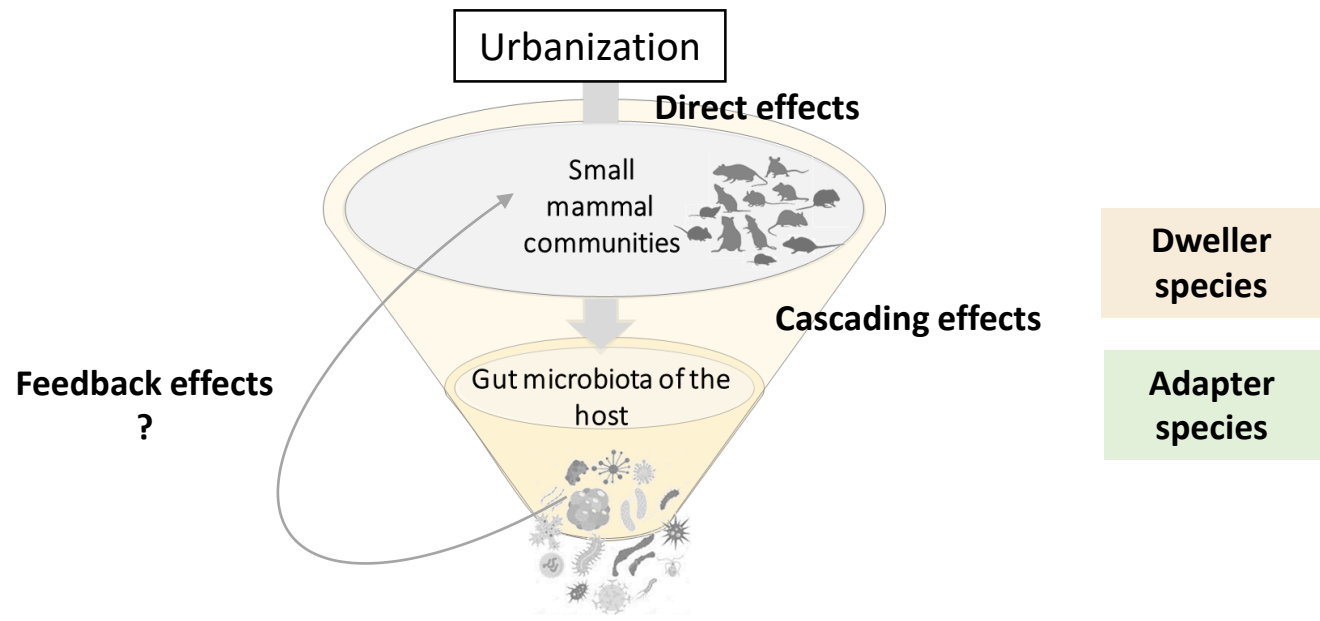 Urbanization
Direct effects
Small
mammal
communities
Dweller
species
Cascading effects
Adapter
species
Feedback effects
?
Gut microbiota of the
host